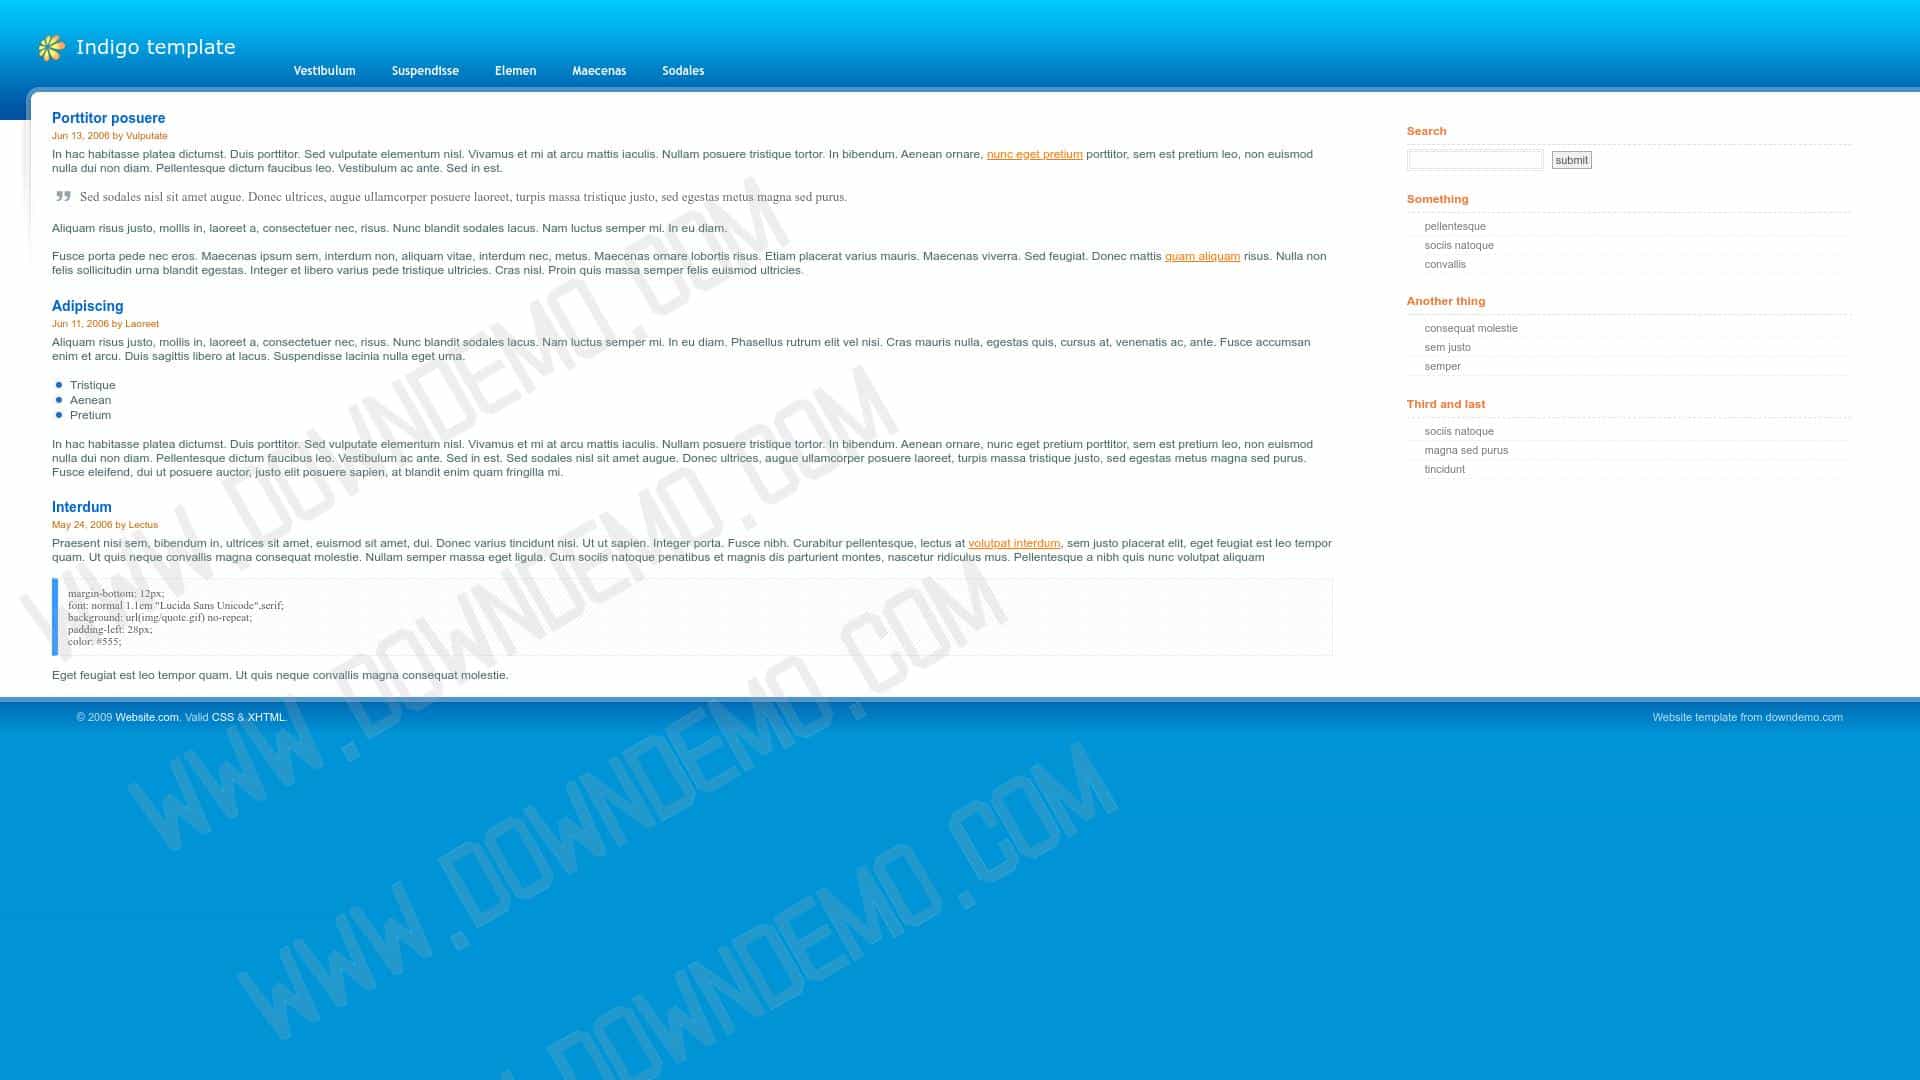 Indigo template
Vestibulum Suspendisse Elemen Maecenas Sodales
Porttitor posuere
Jun 13, 2006 by Vulputate
In hac habitasse platea dictumst. Duis porttitor. Sed vulputate elementum nisl. Vivamus et mi at arcu mattis iaculis. Nullam posuere tristique tortor. In bibendum. Aenean ornare, nunc eget pretium porttitor, sem est pretium leo, non euismod
nulla dui non diam. Pellentesque dictum faucibus leo. Vestibulum ac ante. Sed in est.
Sed sodales nisl sit amet augue. Donec ultrices, augue ullamcorper posuere laoreet, turpis massa tristique justo, sed egestas metus magna sed purus.
Aliquam risus justo, mollis in, laoreet a, consectetuer nec, risus. Nunc blandit sodales lacus. Nam luctus semper mi. In eu diam.
Fusce porta pede nec eros. Maecenas ipsum sem, interdum non, aliquam vitae, interdum nec, metus. Maecenas ornare lobortis risus. Etiam placerat varius mauris. Maecenas viverra. Sed feugiat. Donec mattis quam aliquam risus. Nulla non
felis sollicitudin urna blandit egestas. Integer et libero varius pede tristique ultricies. Cras nisl. Proin quis massa semper felis euismod ultricies.
Adipiscing
Jun 11, 2006 by Laoreet
Aliquam risus justo, mollis in, laoreet a, consectetuer nec, risus. Nunc blandit sodales lacus. Nam luctus semper mi. In eu diam. Phasellus rutrum elit vel nisi. Cras mauris nulla, egestas quis, cursus at, venenatis ac, ante. Fusce accumsan
enim et arcu. Duis sagittis libero at lacus. Suspendisse lacinia nulla eget urna.
Tristique
Aenean
Pretium
In hac habitasse platea dictumst. Duis porttitor. Sed vulputate elementum nisl. Vivamus et mi at arcu mattis iaculis. Nullam posuere tristique tortor. In bibendum. Aenean ornare, nunc eget pretium porttitor, sem est pretium leo, non euismod
nulla dui non diam. Pellentesque dictum faucibus leo. Vestibulum ac ante. Sed in est. Sed sodales nisl sit amet augue. Donec ultrices, augue ullamcorper posuere laoreet, turpis massa tristique justo, sed egestas metus magna sed purus.
Fusce eleifend, dui ut posuere auctor, justo elit posuere sapien, at blandit enim quam fringilla mi.
Interdum
May 24, 2006 by Lectus
Praesent nisi sem, bibendum in, ultrices sit amet, euismod sit amet, dui. Donec varius tincidunt nisi. Ut ut sapien. Integer porta. Fusce nibh. Curabitur pellentesque, lectus at volutpat interdum, sem justo placerat elit, eget feugiat est leo tempor
quam. Ut quis neque convallis magna consequat molestie. Nullam semper massa eget ligula. Cum sociis natoque penatibus et magnis dis parturient montes, nascetur ridiculus mus. Pellentesque a nibh quis nunc volutpat aliquam
margin-bottom: 12px;
font: normal 1.1em "Lucida Sans Unicode",serif;
background: url(img/quote.gif) no-repeat;
padding-left: 28px;
color: #555;
Eget feugiat est leo tempor quam. Ut quis neque convallis magna consequat molestie.
Search
submit
Something
pellentesque
sociis natoque
convallis
Another thing
consequat molestie
sem justo
semper
Third and last
sociis natoque
magna sed purus
tincidunt
© 2009 Website.com. Valid CSS & XHTML.
Website template from downdemo.com
WWW.DOWNDEMO.COM
WWW.DOWNDEMO.COM
WWW.DOWNDEMO.COM
DOWNDEMO.COM